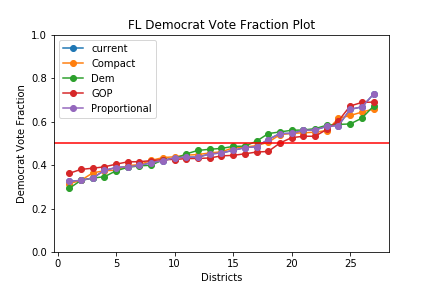 FL Democrat Vote Fraction Plot
Democrat Vote Fraction
1.0
0.8
0.6
0.4
0.2
0.0
current
Compact
Dem
GOP
Proportional
0 5 10 15 20 25
Districts